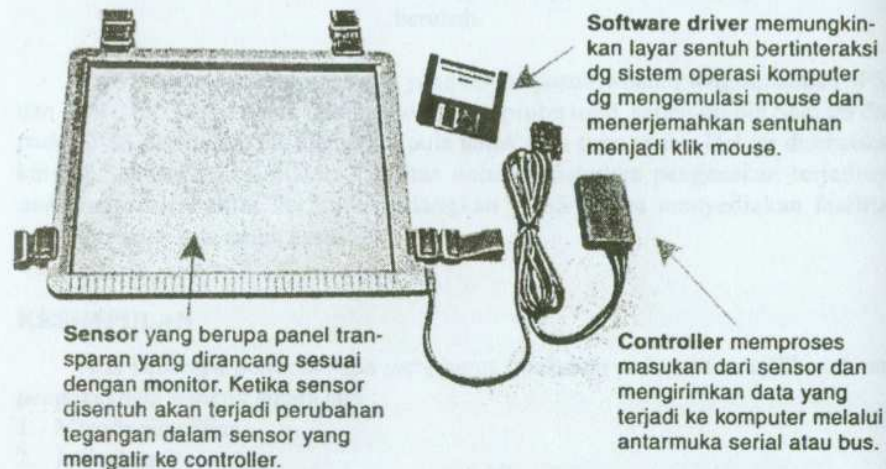 Software driver memungkin-
kan layar sentuh bertinteraksi
dg sistem operasi komputer
dg mengemulasi mouse dan
menerjemahkan sentuhan
menjadi klik mouse.
Sensor yang berupa panel tran-
sparan yang dirancang sesuai
dengan monitor. Ketika sensor
disentuh akan terjadi perubahan
tegangan dalam sensor yang
mengalir ke controller.
Controller memproses
masukan dari sensor dan
mengirimkan data yang
terjadi ke komputer melalui
antarmuka serial atau bus.